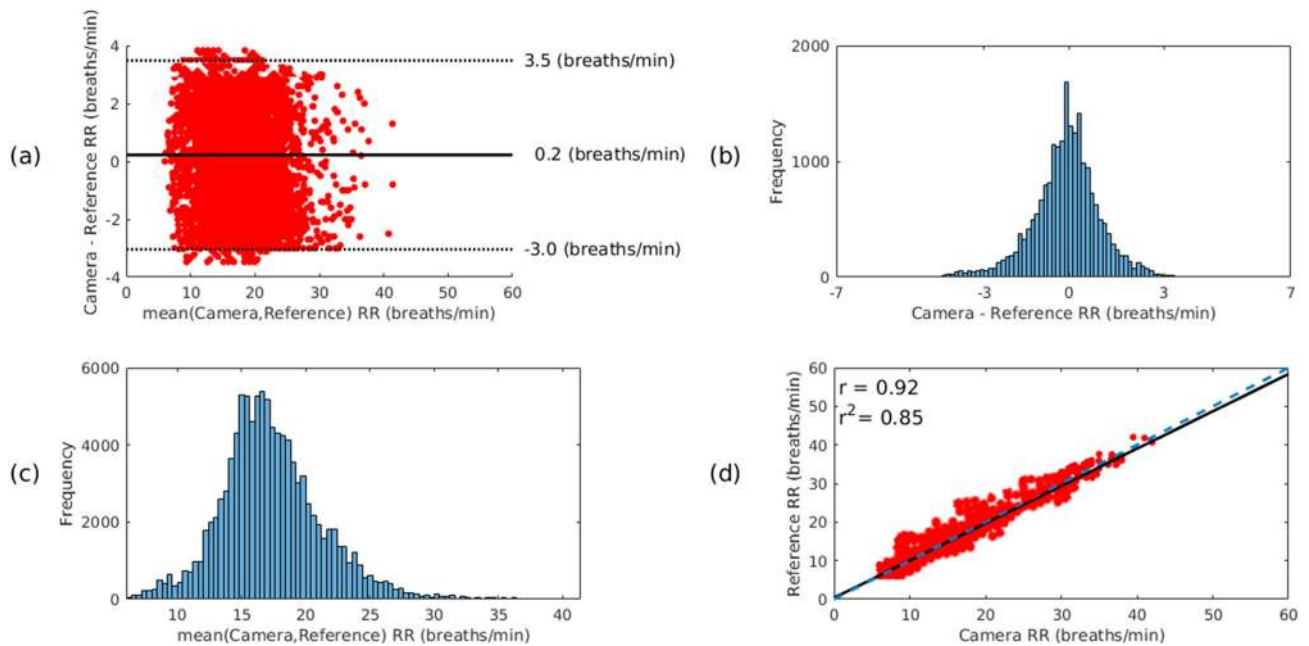 (a)
Camera - Reference RR (breaths/min)
4
2
0
-2
-4
0 10 20 30 40 50 60
mean(Camera,Reference) RR (breaths/min)
3.5 (breaths/min)
0.2 (breaths/min)
-3.0 (breaths/min)
(b)
Frequency
2000
1000
0
-7 -3 0 3 7
Camera - Reference RR (breaths/min)
(c)
Frequency
6000
4000
2000
0
10 15 20 25 30 35 40
mean(Camera,Reference) RR (breaths/min)
(d)
Reference RR (breaths/min)
60
50
40
30
20
10
0
r = 0.92
r² = 0.85
0 10 20 30 40 50 60
Camera RR (breaths/min)